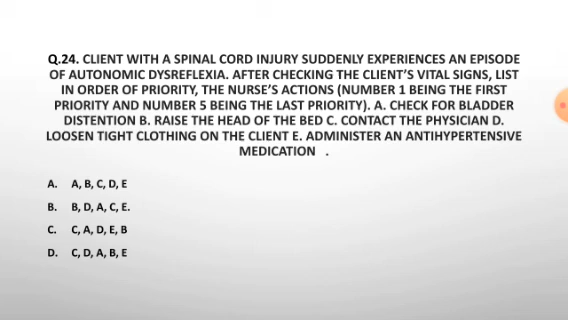 Q.24. CLIENT WITH A SPINAL CORD INJURY SUDDENLY EXPERIENCES AN EPISODE
OF AUTONOMIC DYSREFLEXIA. AFTER CHECKING THE CLIENT'S VITAL SIGNS, LIST
IN ORDER OF PRIORITY, THE NURSE'S ACTIONS (NUMBER 1 BEING THE FIRST
PRIORITY AND NUMBER 5 BEING THE LAST PRIORITY). A. CHECK FOR BLADDER
DISTENTION B. RAISE THE HEAD OF THE BED C. CONTACT THE PHYSICIAN D.
LOOSEN TIGHT CLOTHING ON THE CLIENT E. ADMINISTER AN ANTIHYPERTENSIVE
MEDICATION .
A. A, B, C, D, E
B. B, D, A, C, E.
C. C, A, D, E, B
D. C, D, A, B, E